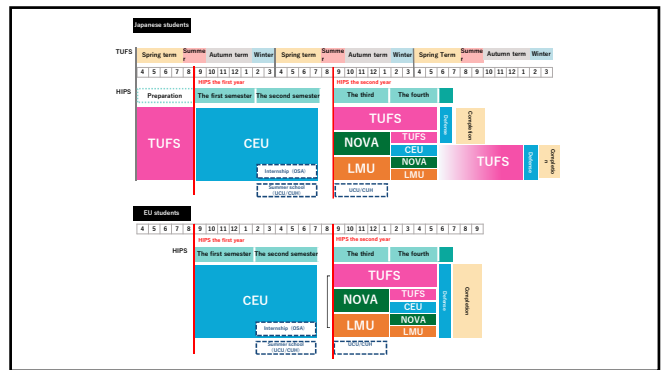 Japanese students
TUFS
Spring term
Summe
r
Autumn term
Winter
Spring term
Summe
r
Autumn term
Winter
Spring Term
Summe
r
Autumn term
Winter
4 5 6 7 8 9 10 11 12 1 2 3 4 5 6 7 8 9 10 11 12 1 2 3 4 5 6 7 8 9 10 11 12 1 2 3
HIPS the first year
HIPS the second year
HIPS
Preparation
The first semester
The second semester
The third
The fourth
TUFS
CEU
TUFS
NOVA
LMU
TUFS
CEU
NOVA
LMU
Defense
Completion
TUFS
Defense
Completio
n
Internship (OSA)
Summer school
(UCU/CUH)
UCU/CUH
EU students
4 5 6 7 8 9 10 11 12 1 2 3 4 5 6 7 8 9 10 11 12 1 2 3 4 5 6 7 8 9
HIPS the first year
HIPS the second year
HIPS
The first semester
The second semester
The third
The fourth
CEU
TUFS
NOVA
LMU
TUFS
CEU
NOVA
LMU
Defense
Completion
Internship (OSA)
Summer school
(UCU/CUH)
UCU/CUH